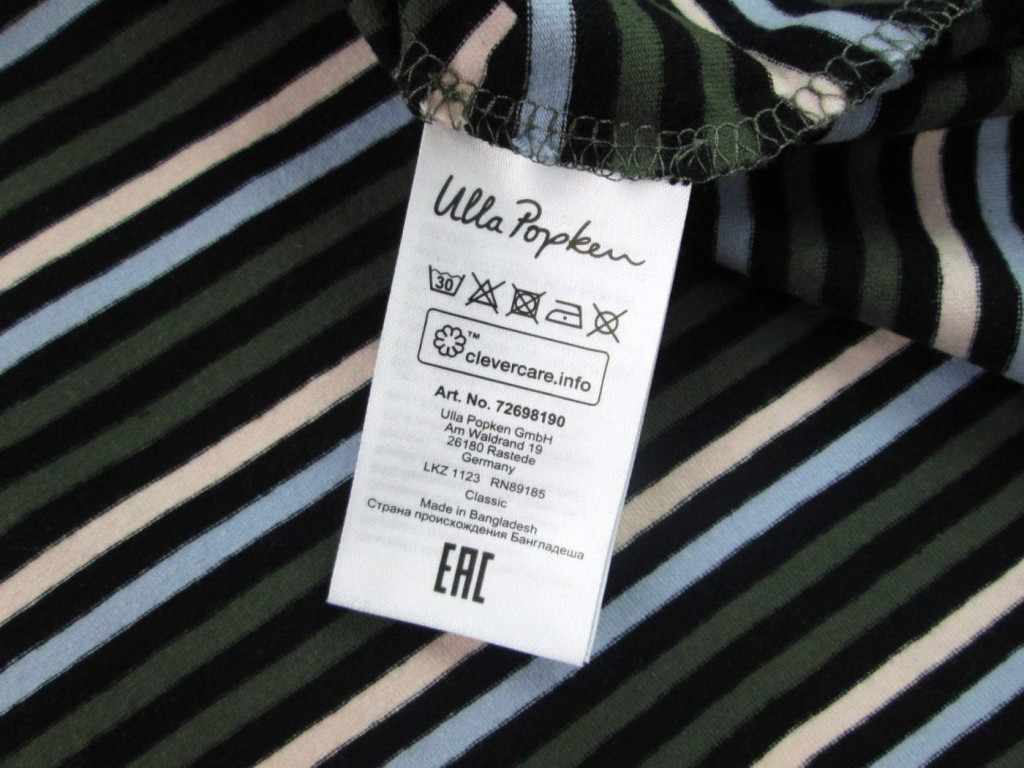 Ulla Popken
30
™
clevercare.info
Art. No. 72698190
Ulla Popken GmbH
Am Waldrand 19
26180 Rastede
Germany
LKZ 1123 RN89185
Classic
Made in Bangladesh
Страна происхождения Бангладеша
EAC